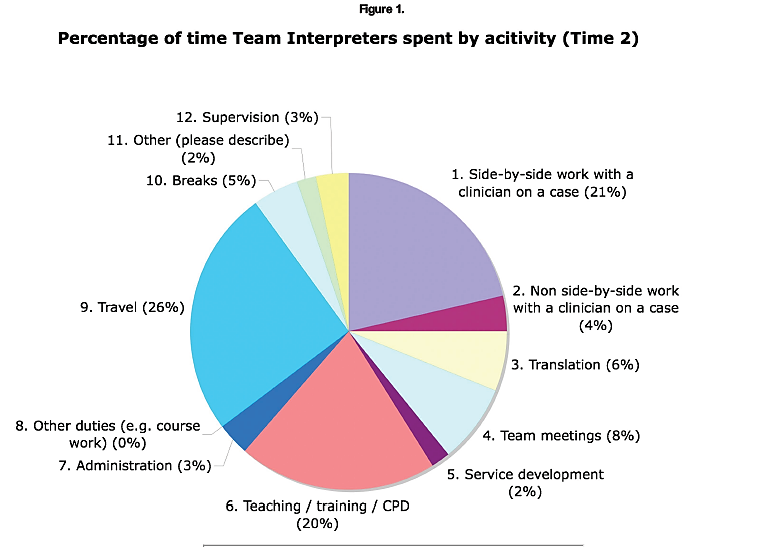 Figure 1.
Percentage of time Team Interpreters spent by acitivity (Time 2)
12. Supervision (3%)
11. Other (please describe)
(2%)
10. Breaks (5%)
1. Side-by-side work with a
clinician on a case (21%)
2. Non side-by-side work
with a clinician on a case
(4%)
9. Travel (26%)
3. Translation (6%)
8. Other duties (e.g. course
work) (0%)
4. Team meetings (8%)
7. Administration (3%)
5. Service development
(2%)
6. Teaching / training / CPD
(20%)